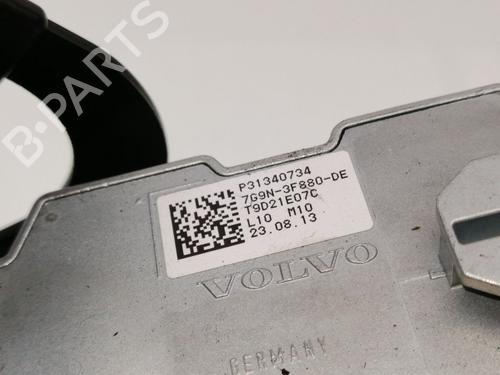 B-PARTS
P31340734
7G9N-3F880-DE
T9D21E07C
L10 M10
23.08.13
VOLVO
GERMANY